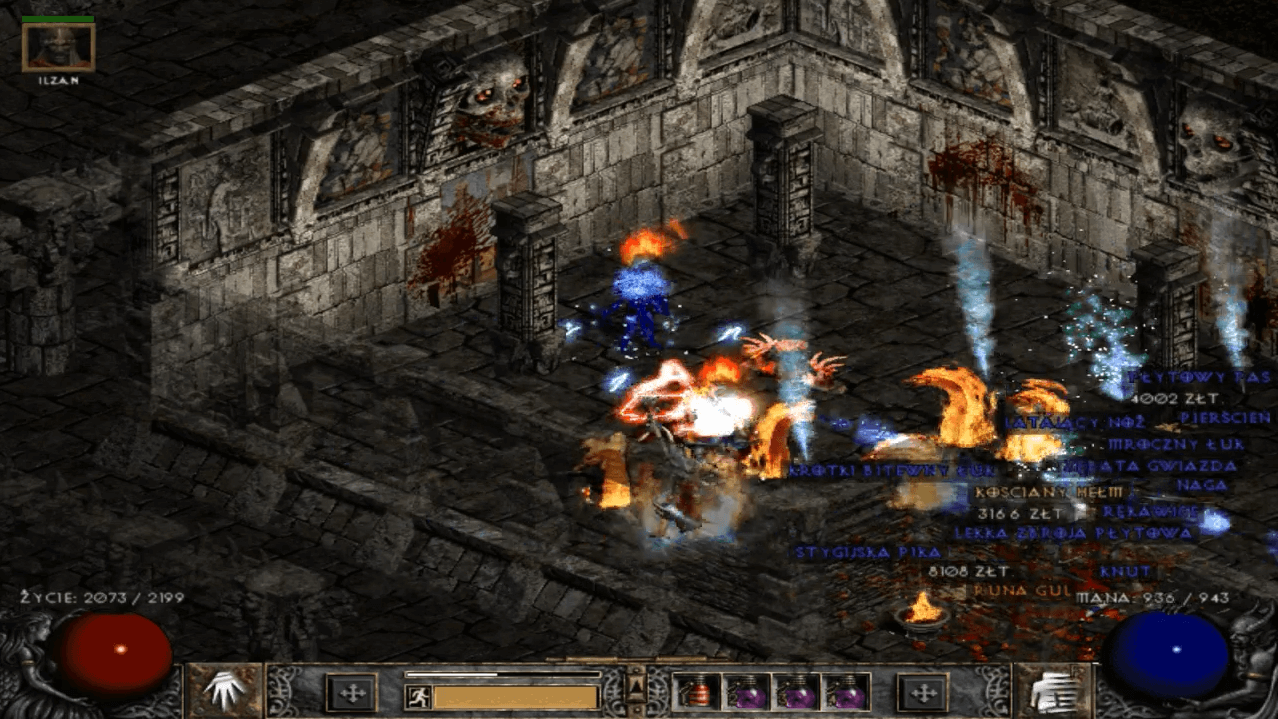 ILZAN
PŁYTOWY PAS
4002 ZŁT.
LATAJĄCY NÓŻ
PIERŚCIEŃ
MROCZNY ŁUK
KRÓTKI BITEWNY ŁUK
GWIAZDA
NAGA
KOŚCIANY HEŁM
3166 ZŁT.
RĘKAWICE
LEKKA ZBROJA PŁYTOWA
STYGIJSKA PIKA
8108 ZŁT.
KNUT
RUNA GUL
ŻYCIE: 2073 / 2199
MANA: 936 / 943